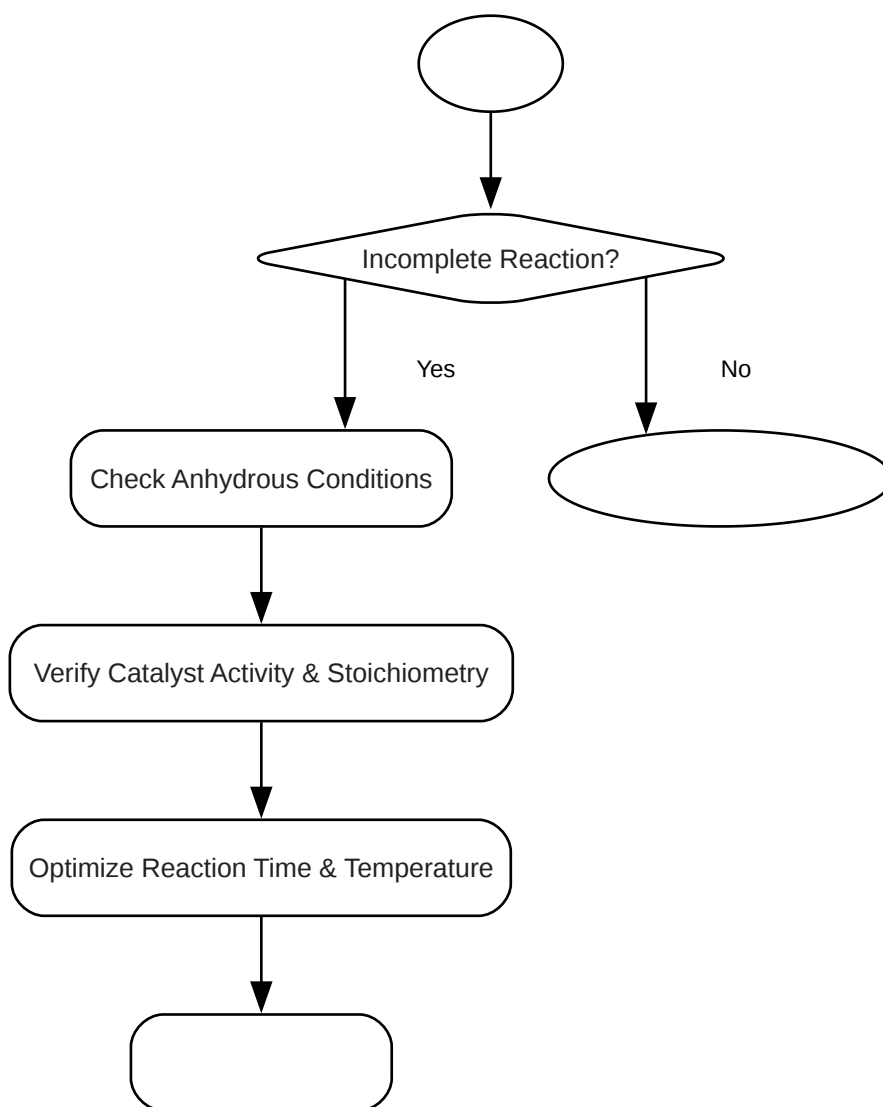 Incomplete Reaction?
Yes
No
Check Anhydrous Conditions
Verify Catalyst Activity & Stoichiometry
Optimize Reaction Time & Temperature